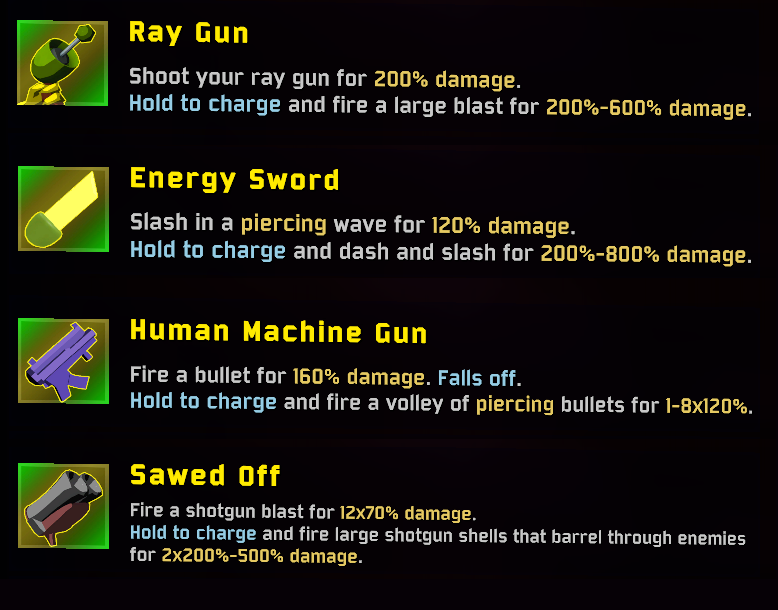 Ray Gun
Shoot your ray gun for 200% damage.
Hold to charge and fire a large blast for 200%-600% damage.
Energy Sword
Slash in a piercing wave for 120% damage.
Hold to charge and dash and slash for 200%-800% damage.
Human Machine Gun
Fire a bullet for 160% damage. Falls off.
Hold to charge and fire a volley of piercing bullets for 1-8x120%.
Sawed Off
Fire a shotgun blast for 12x70% damage.
Hold to charge and fire large shotgun shells that barrel through enemies
for 2x200%-500% damage.